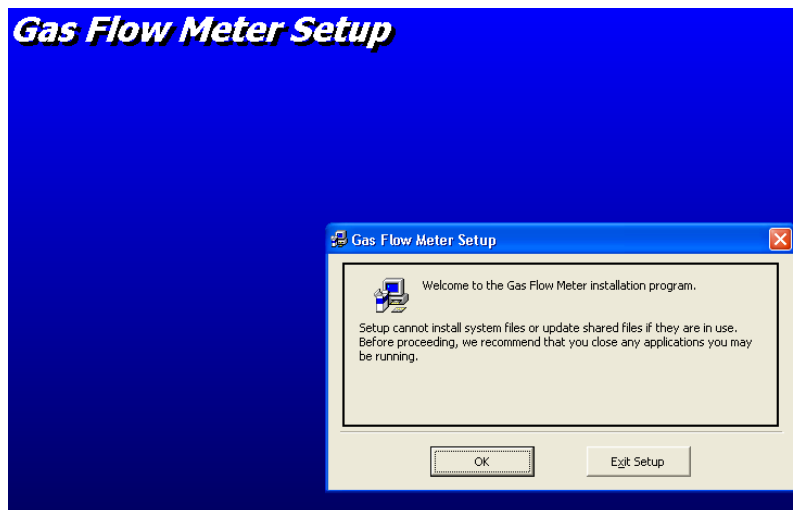 Gas Flow Meter Setup
Gas Flow Meter Setup
Welcome to the Gas Flow Meter installation program.
Setup cannot install system files or update shared files if they are in use.
Before proceeding, we recommend that you close any applications you may
be running.
OK
Exit Setup